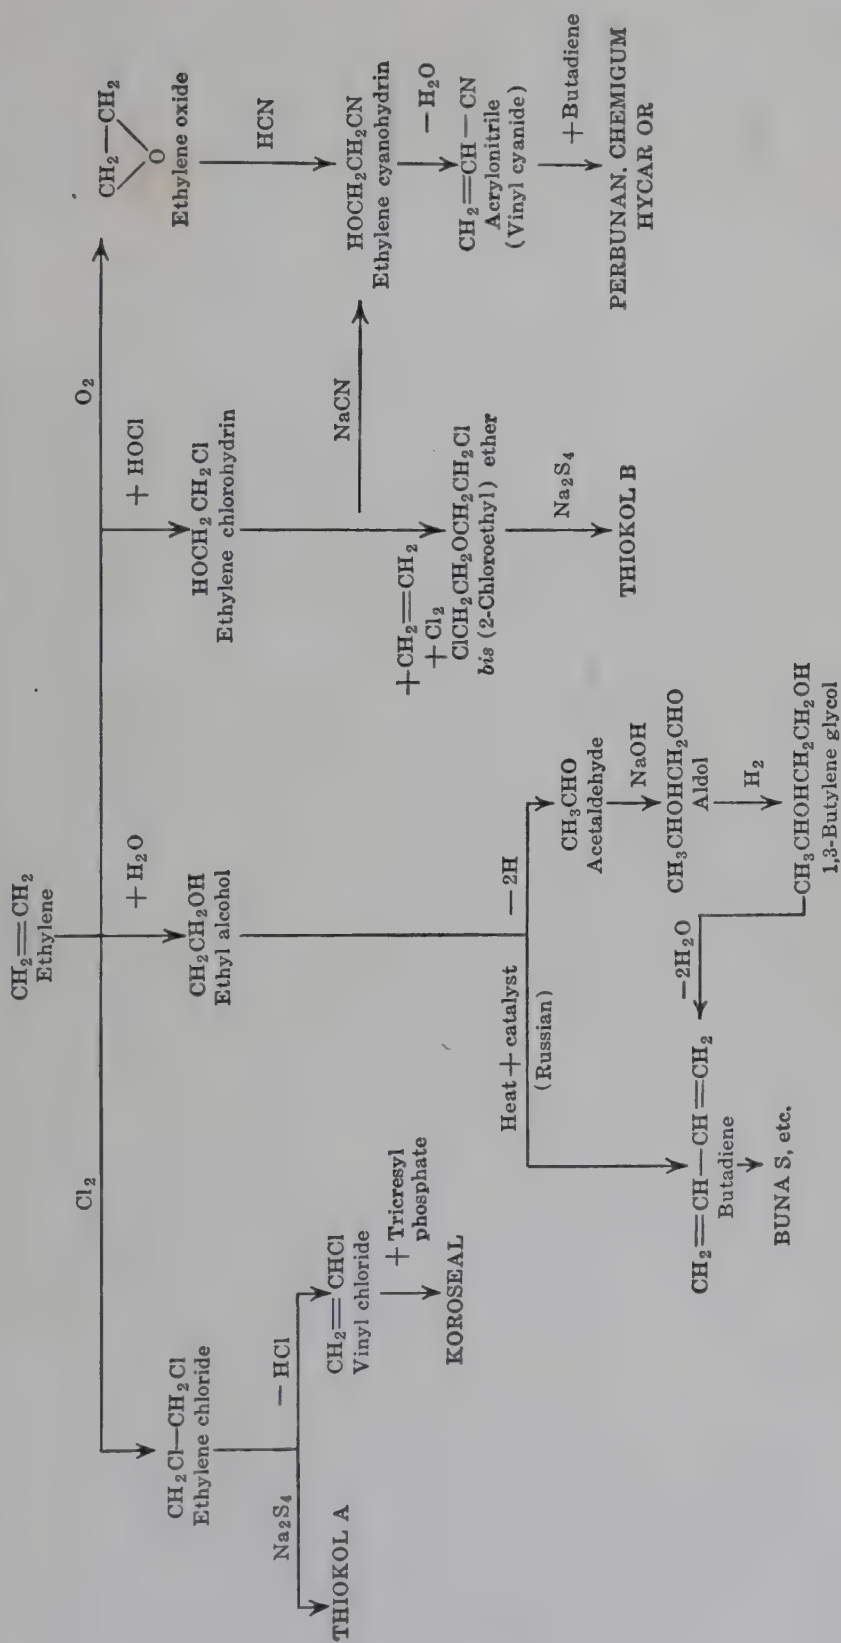 CH₂=CH₂
Ethylene
Cl₂
+ H₂O
+ HOCl
O₂
CH₂Cl—CH₂Cl
Ethylene chloride
CH₂CH₂OH
Ethyl alcohol
HOCH₂CH₂Cl
Ethylene chlorohydrin
CH₂—CH₂
O
Ethylene oxide
Na₂S₄
— HCl
THIOKOL A
CH₂=CHCl
Vinyl chloride
+ Tricresyl
phosphate
KOROSEAL
Heat + catalyst
(Russian)
— 2H
CH₂=CH—CH=CH₂
Butadiene
BUNA S, etc.
CH₃CHO
Acetaldehyde
NaOH
CH₃CHOHCH₂CHO
Aldol
H₂
CH₃CHOHCH₂CH₂OH
1,3-Butylene glycol
—2H₂O
+CH₂=CH₂
+ Cl₂
ClCH₂CH₂OCH₂CH₂Cl
bis (2-Chloroethyl) ether
Na₂S₄
THIOKOL B
NaCN
HCN
HOCH₂CH₂CN
Ethylene cyanohydrin
— H₂O
CH₂=CH—CN
Acrylonitrile
(Vinyl cyanide)
+Butadiene
PERBUNAN, CHEMIGUM
HYCAR OR